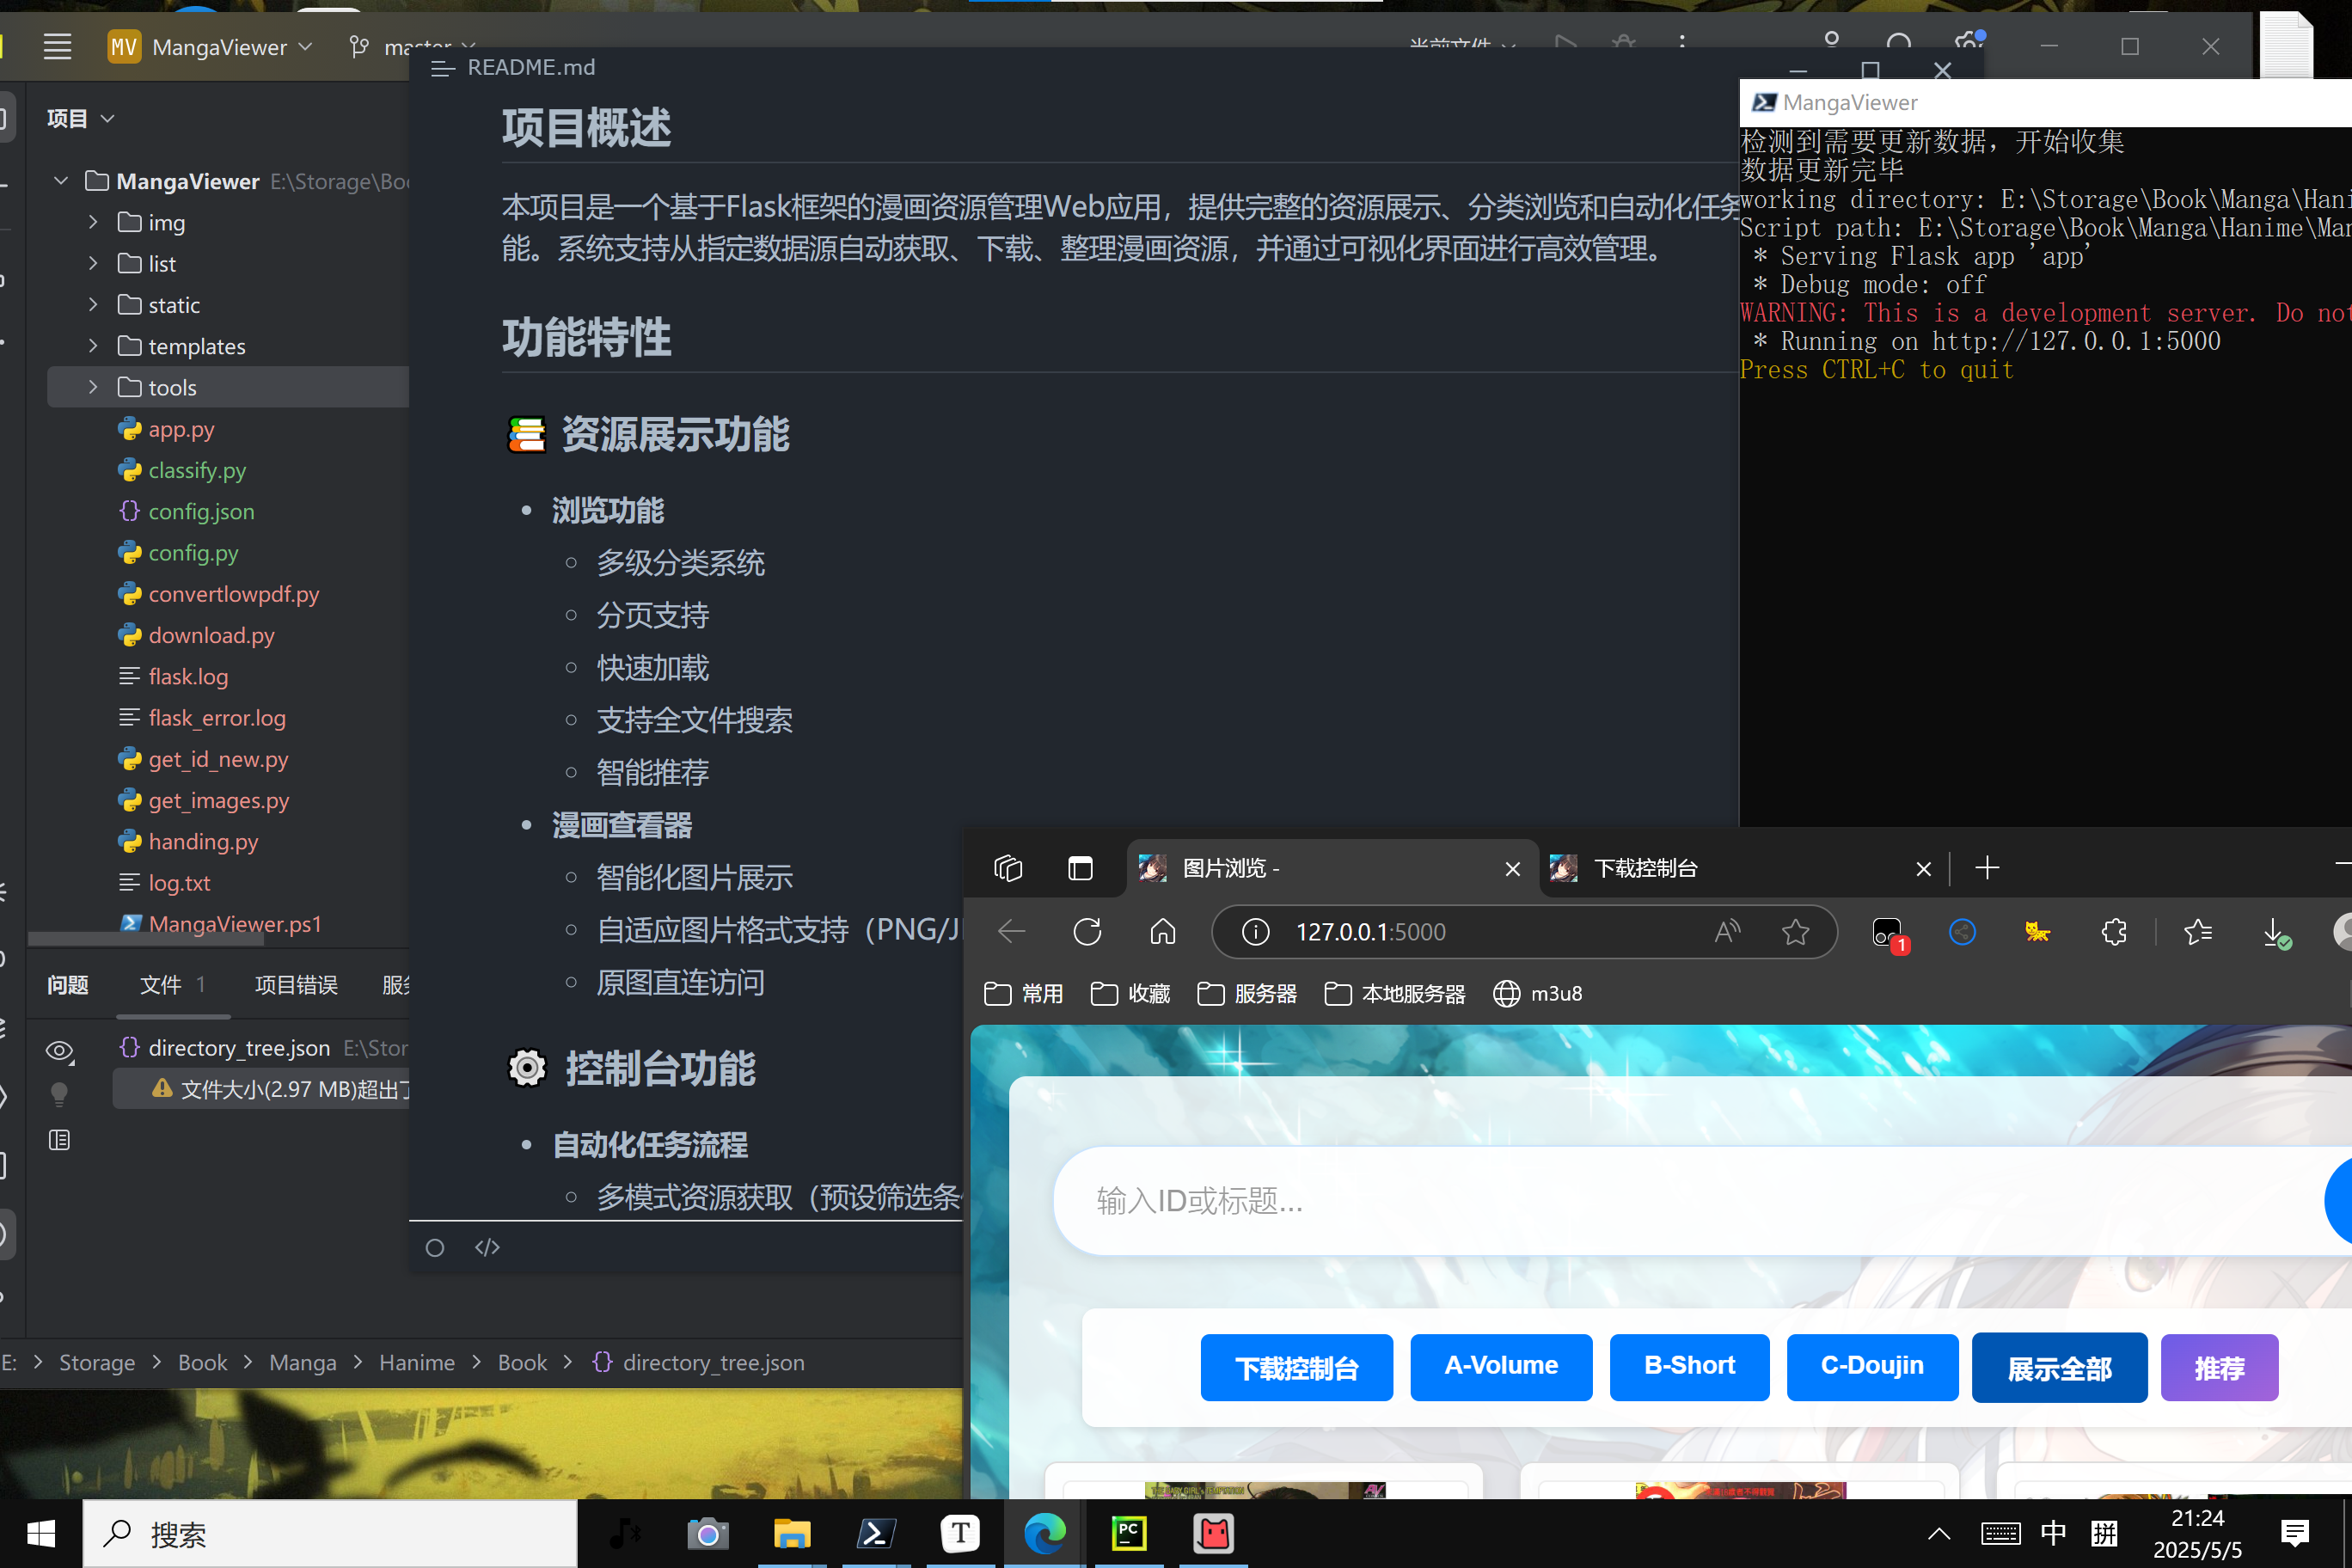 MV MangaViewer
项目
MangaViewer
img
list
static
templates
tools
app.py
classify.py
config.json
config.py
convertlowpdf.py
download.py
flask.log
flask_error.log
get_id_new.py
get_images.py
handing.py
log.txt
MangaViewer.ps1
问题 文件 1 项目错误
directory_tree.json
文件大小(2.97 MB)超出了
E: Storage Book Manga Hanime Book directory_tree.json
README.md
项目概述
本项目是一个基于Flask框架的漫画资源管理Web应用，提供完整的资源展示、分类浏览和自动化任务
能。系统支持从指定数据源自动获取、下载、整理漫画资源，并通过可视化界面进行高效管理。
功能特性
资源展示功能
浏览功能
多级分类系统
分页支持
快速加载
支持全文件搜索
智能推荐
漫画查看器
智能化图片展示
自适应图片格式支持（PNG/J
原图直连访问
控制台功能
自动化任务流程
多模式资源获取（预设筛选条
MangaViewer
检测到需要更新数据，开始收集
数据更新完毕
working directory: E:\Storage\Book\Manga\Hani
Script path: E:\Storage\Book\Manga\Hanime\Man
* Serving Flask app 'app'
* Debug mode: off
WARNING: This is a development server. Do not
* Running on http://127.0.0.1:5000
Press CTRL+C to quit
图片浏览 - 下载控制台
127.0.0.1:5000 1
常用 收藏 服务器 本地服务器 m3u8
输入ID或标题...
下载控制台 A-Volume B-Short C-Doujin 展示全部 推荐
搜索
T
PC
中 拼
21:24
2025/5/5